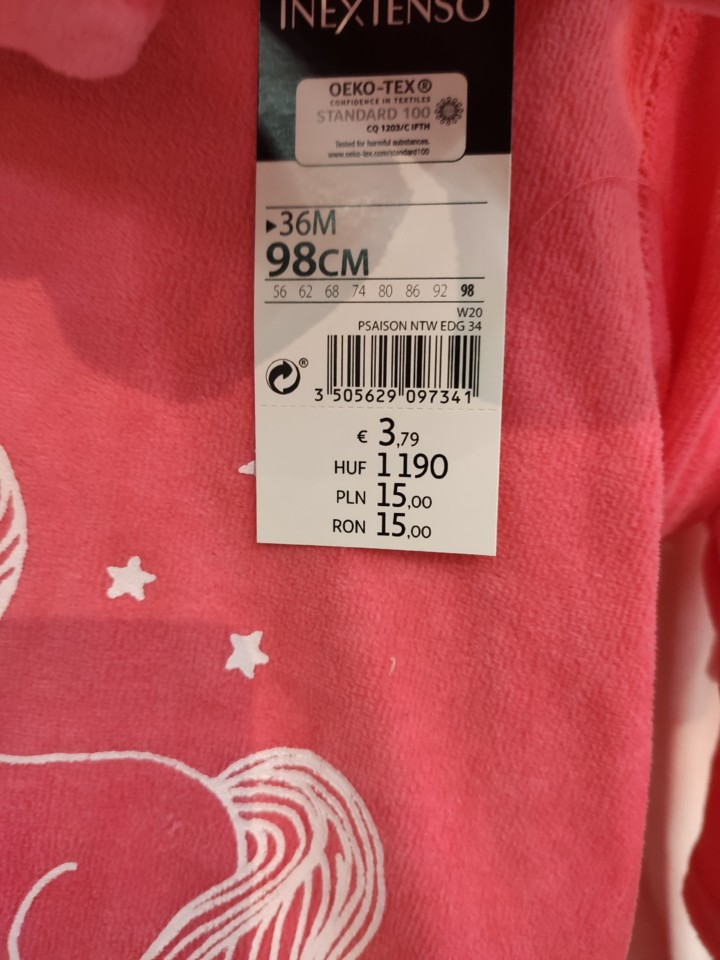 INEXTENSO
OEKO-TEX®
CONFIDENCE IN TEXTILES
STANDARD 100
CQ 1203/C IFTH
Tested for harmful substances.
www.oeko-tex.com/standard100
▸36M
98CM
56 62 68 74 80 86 92 98
W20
PSAISON NTW EDG 34
®
3 505629 097341
€ 3,79
HUF 1 190
PLN 15,00
RON 15,00